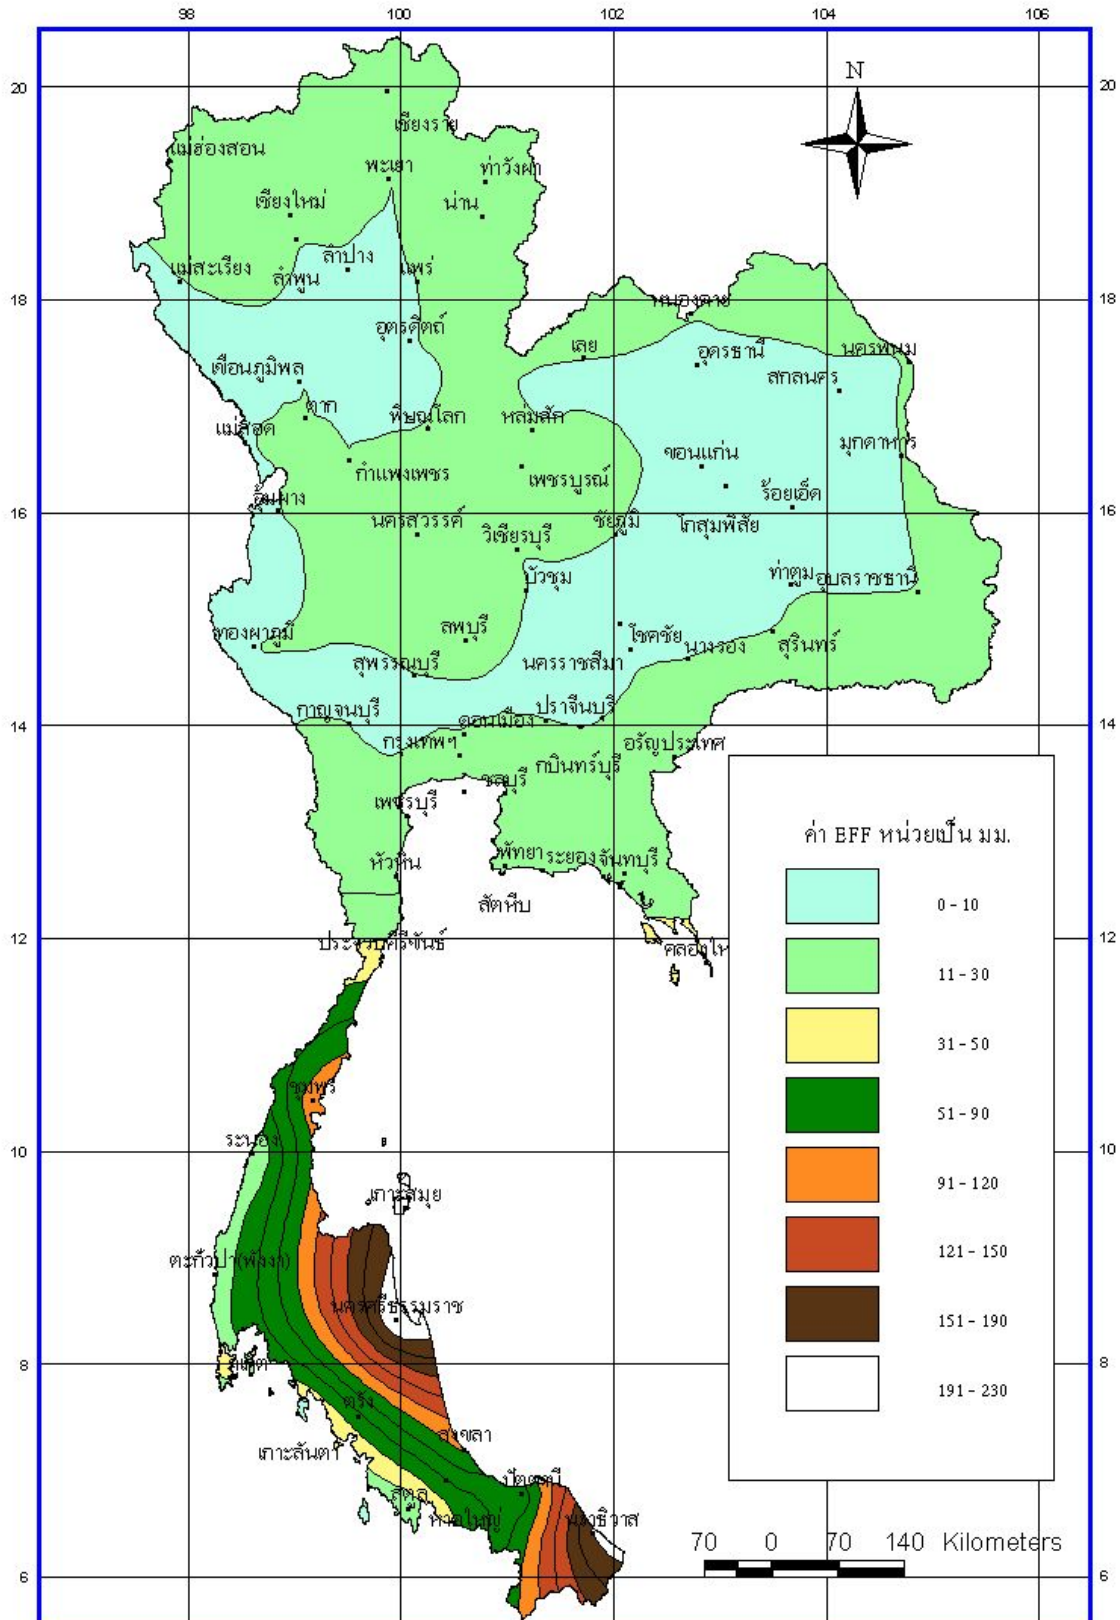 98 100 102 104 106
N
20 20
เชียงราย
แม่ฮ่องสอน
พะเยา
ท่าวังผา
เชียงใหม่
น่าน
ลำปาง
แม่สะเรียง
ลำพูน
แพร่
18 18
หนองคาย
อุตรดิตถ์
เลย
อุดรธานี
นครพนม
เขื่อนภูมิพล
สกลนคร
ตาก
พิษณุโลก
หล่มสัก
แม่สอด
มุกดาหาร
กำแพงเพชร
ขอนแก่น
เพชรบูรณ์
ร้อยเอ็ด
อุ้มผาง
16 16
นครสวรรค์
วิเชียรบุรี
ชัยภูมิ
โกสุมพิสัย
บัวชุม
ท่าตูม
อุบลราชธานี
ทองผาภูมิ
ลพบุรี
โชคชัย
นางรอง
สุรินทร์
สุพรรณบุรี
นครราชสีมา
กาญจนบุรี
ปราจีนบุรี
14 14
ดอนเมือง
กรุงเทพฯ
อรัญประเทศ
กบินทร์บุรี
ชลบุรี
เพชรบุรี
หัวหิน
พัทยา
ระยอง
จันทบุรี
สัตหีบ
12 12
ประจวบคีรีขันธ์
คลองให
ชุมพร
ระนอง
10 10
เกาะสมุย
ตะกั่วป่า(พังงา)
นครศรีธรรมราช
8 8
ภูเก็ต
ตรัง
สงขลา
เกาะลันตา
ปัตตานี
สตูล
หาดใหญ่
นราธิวาส
6 6
ค่า EFF หน่วยเป็น มม.
0 - 10
11 - 30
31 - 50
51 - 90
91 - 120
121 - 150
151 - 190
191 - 230
70 0 70 140 Kilometers